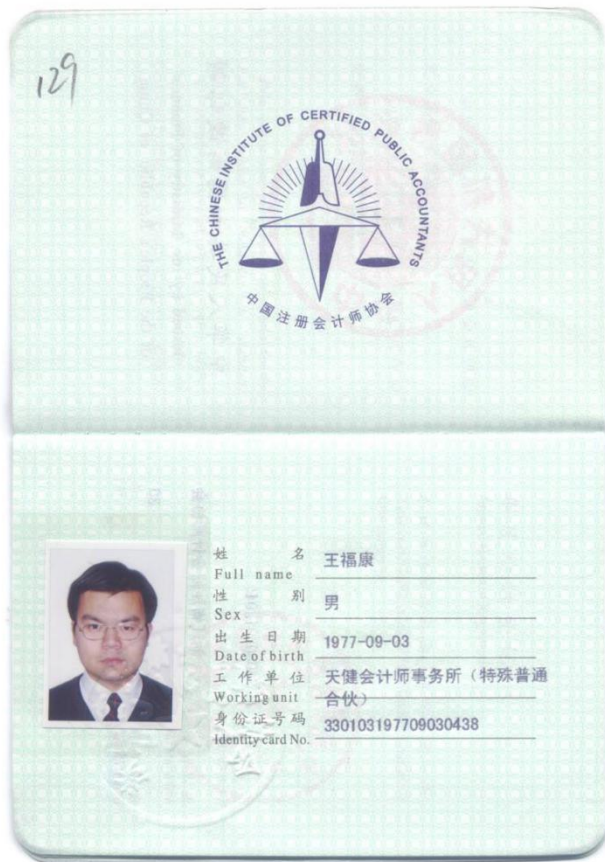 129
THE CHINESE INSTITUTE OF CERTIFIED PUBLIC ACCOUNTANTS
中国注册会计师协会
姓 名 王福康
Full name
性 别 男
Sex
出生日期 1977-09-03
Date of birth
工作单位 天健会计师事务所（特殊普通
Working unit 合伙）
身份证号码 330103197709030438
Identity card No.